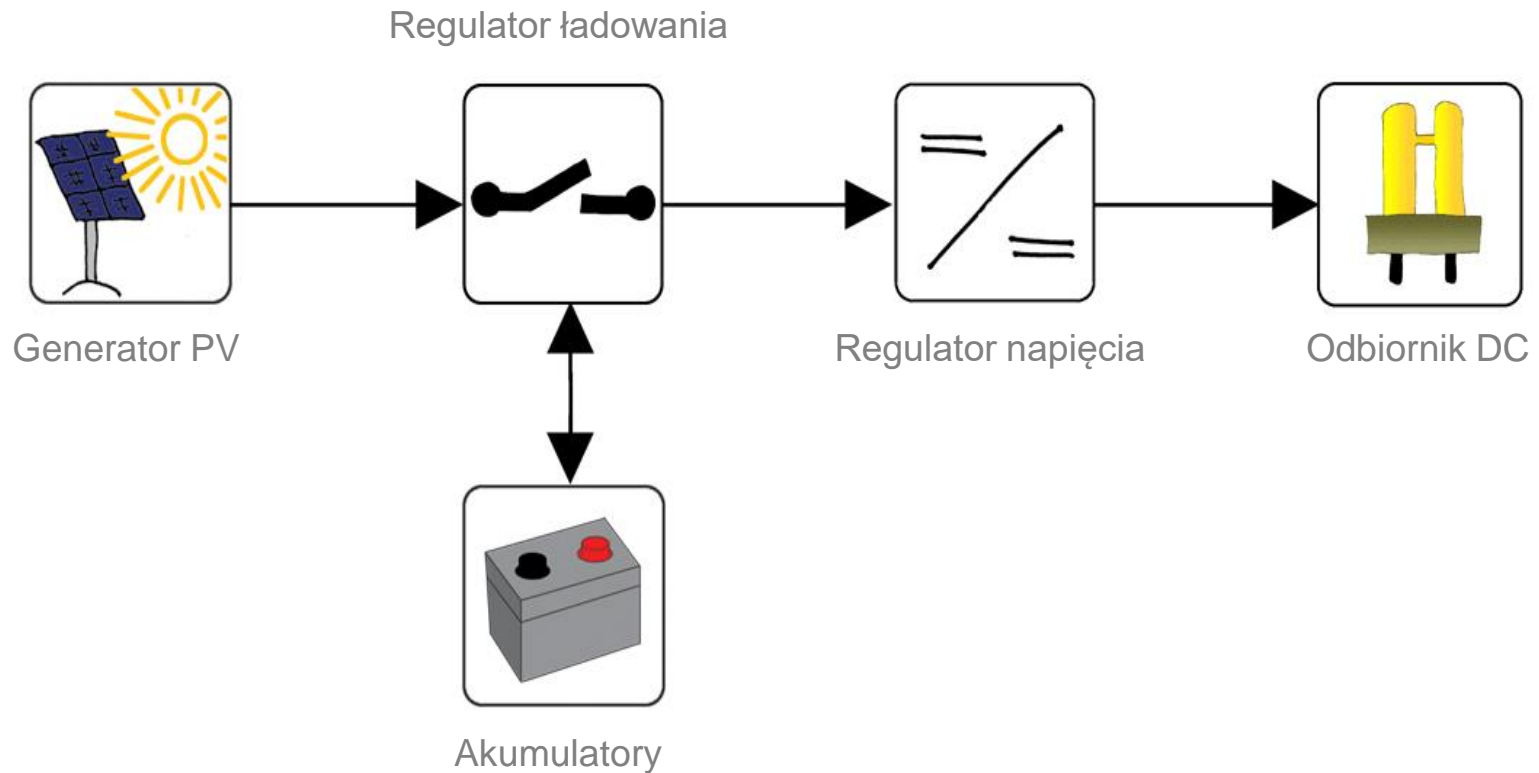 Regulator ładowania
Generator PV
Regulator napięcia
Odbiornik DC
Akumulatory